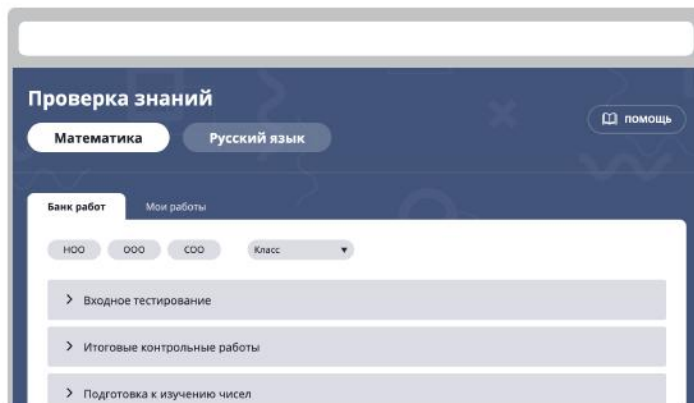 Проверка знаний
помощь
Математика Русский язык
Банк работ Мои работы
НОО ООО СОО Класс
Входное тестирование
Итоговые контрольные работы
Подготовка к изучению чисел